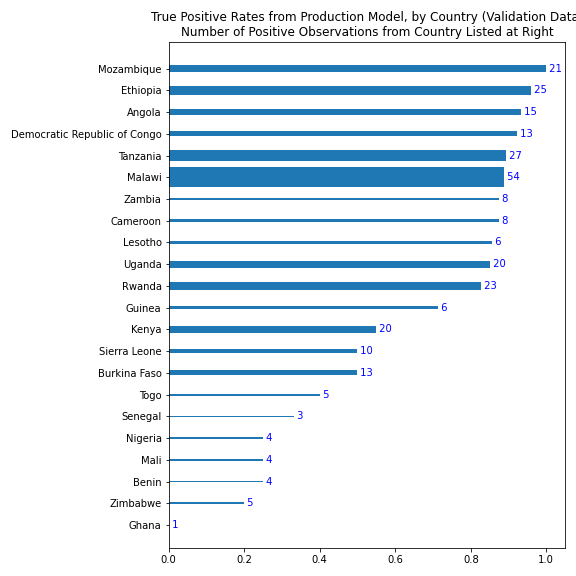 True Positive Rates from Production Model, by Country (Validation Data
Number of Positive Observations from Country Listed at Right
Mozambique 21
Ethiopia 25
Angola 15
Democratic Republic of Congo 13
Tanzania 27
Malawi 54
Zambia 8
Cameroon 8
Lesotho 6
Uganda 20
Rwanda 23
Guinea 6
Kenya 20
Sierra Leone 10
Burkina Faso 13
Togo 5
Senegal 3
Nigeria 4
Mali 4
Benin 4
Zimbabwe 5
Ghana 1
0.0 0.2 0.4 0.6 0.8 1.0